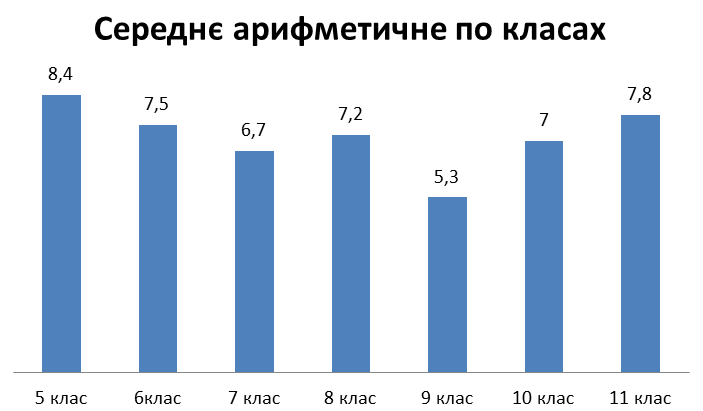 Середнє арифметичне по класах
8,4
7,5
6,7
7,2
5,3
7
7,8
5 клас
6клас
7 клас
8 клас
9 клас
10 клас
11 клас